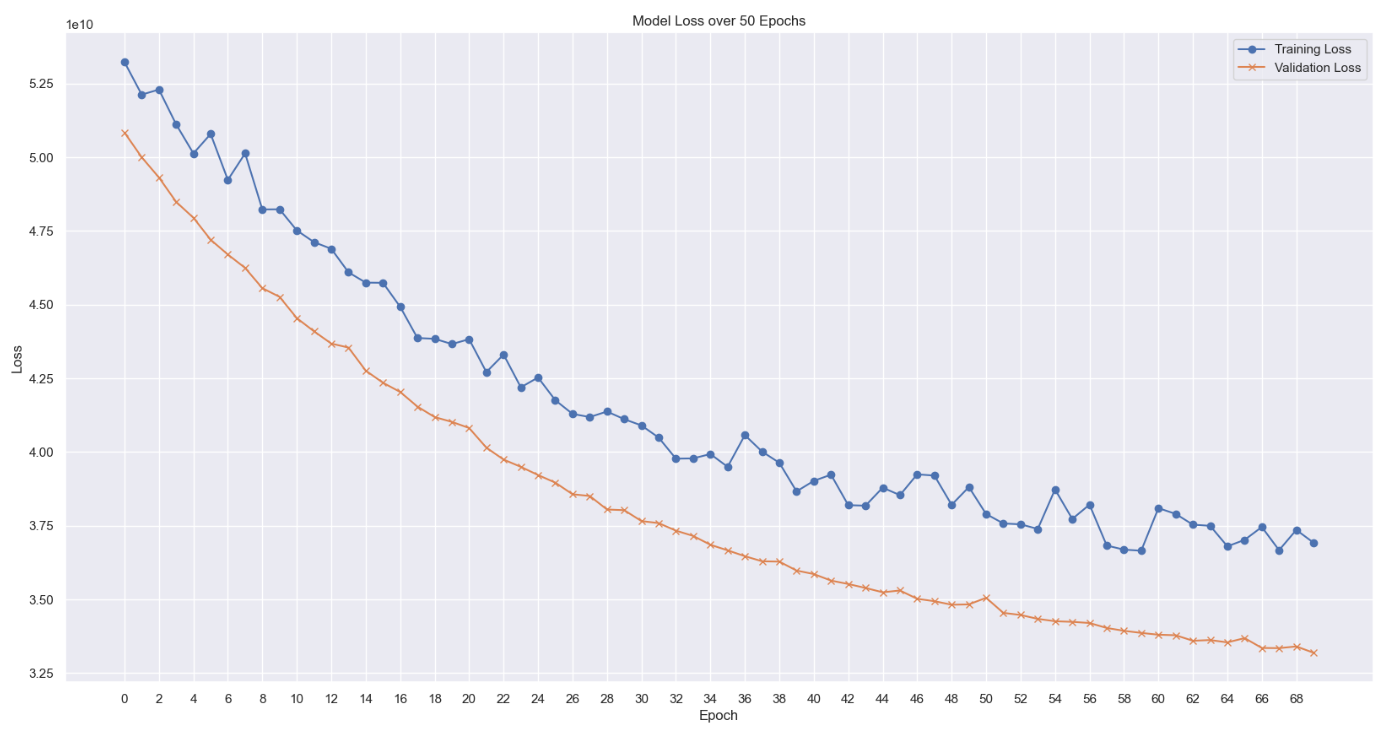 Model Loss over 50 Epochs
1e10
Training Loss
Validation Loss
5.25
5.00
4.75
4.50
4.25
4.00
3.75
3.50
3.25
Loss
0 2 4 6 8 10 12 14 16 18 20 22 24 26 28 30 32 34 36 38 40 42 44 46 48 50 52 54 56 58 60 62 64 66 68
Epoch